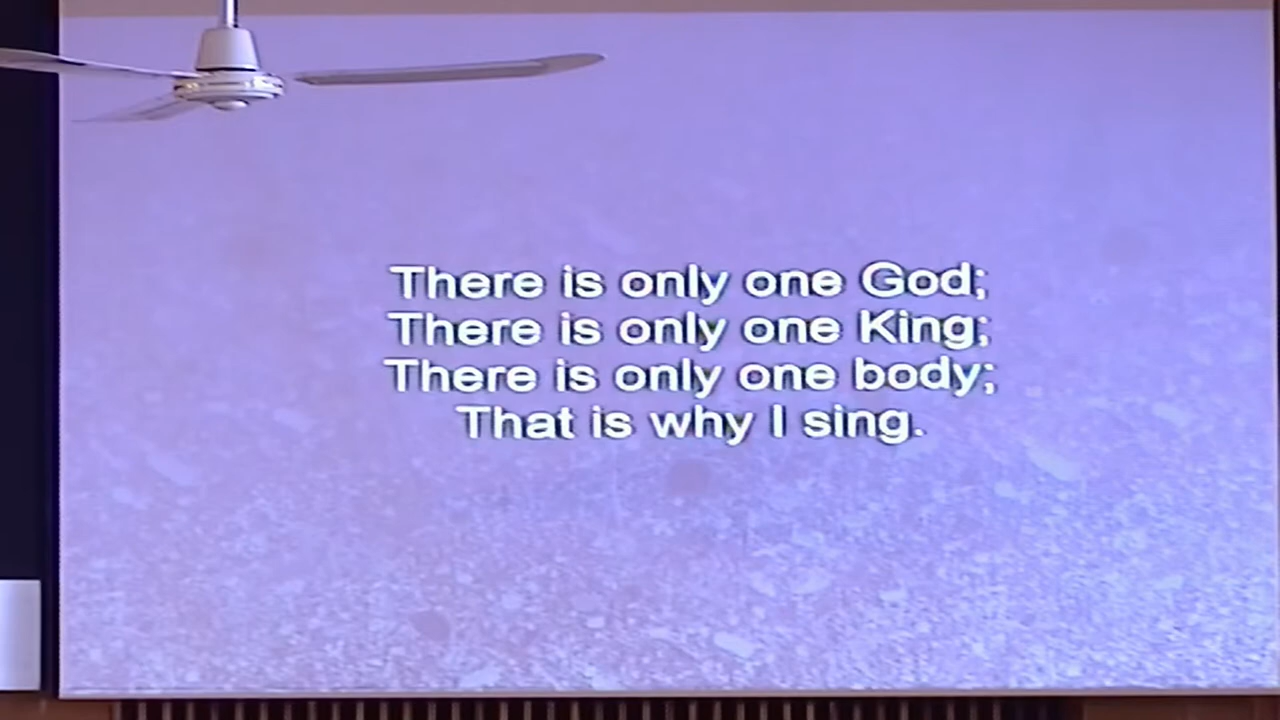 There is only one God;
There is only one King;
There is only one body;
That is why I sing.